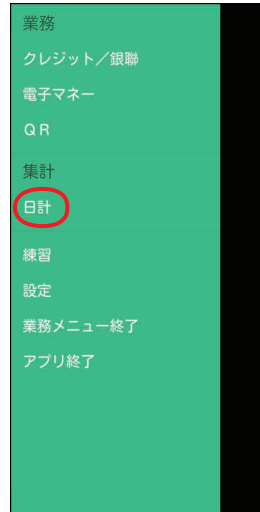 業務
クレジット／銀聯
電子マネー
ＱＲ
集計
日計
練習
設定
業務メニュー終了
アプリ終了